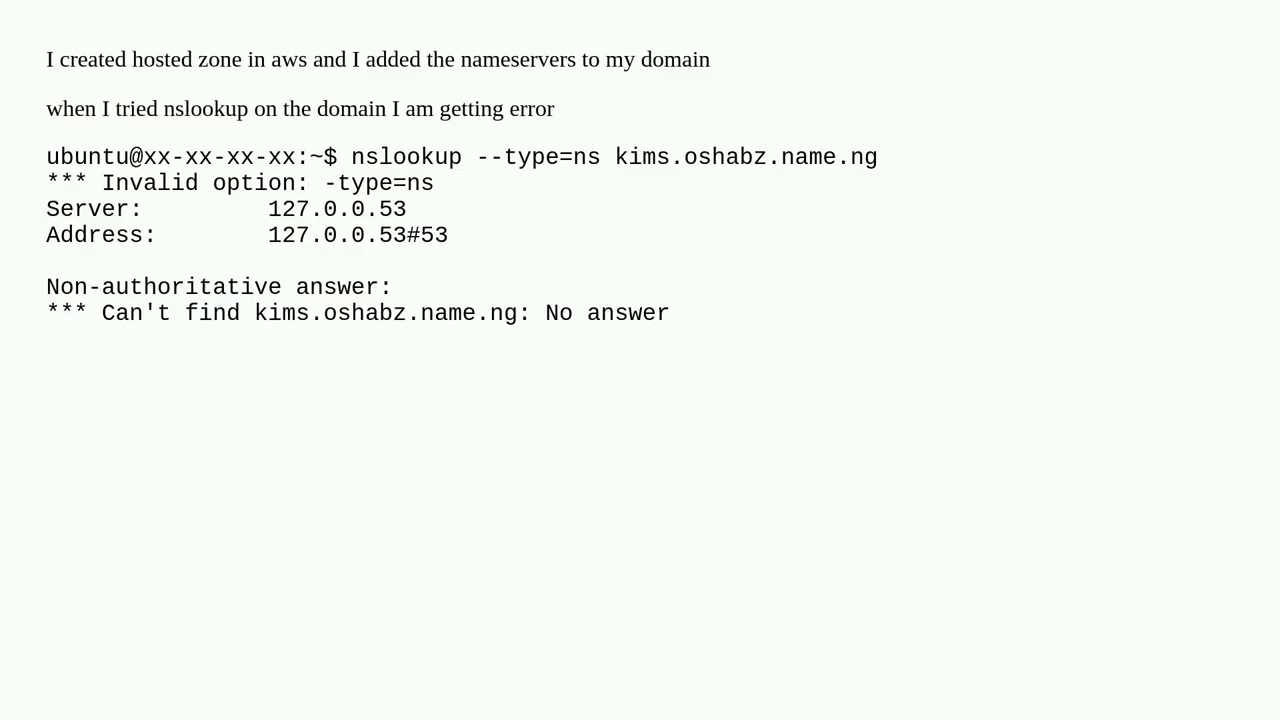 I created hosted zone in aws and I added the nameservers to my domain
when I tried nslookup on the domain I am getting error
ubuntu@xx-xx-xx-xx:~$ nslookup --type=ns kims.oshabz.name.ng
*** Invalid option: -type=ns
Server:         127.0.0.53
Address:        127.0.0.53#53
Non-authoritative answer:
*** Can't find kims.oshabz.name.ng: No answer